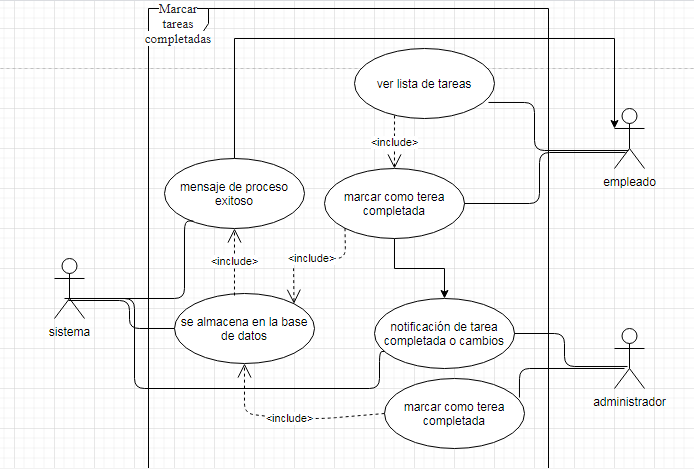 Marcar
tareas
completadas
ver lista de tareas
<include>
empleado
mensaje de proceso
exitoso
marcar como terea
completada
<include>
<include>
sistema
se almacena en la base
de datos
notificación de tarea
completada o cambios
administrador
marcar como terea
completada
<include>